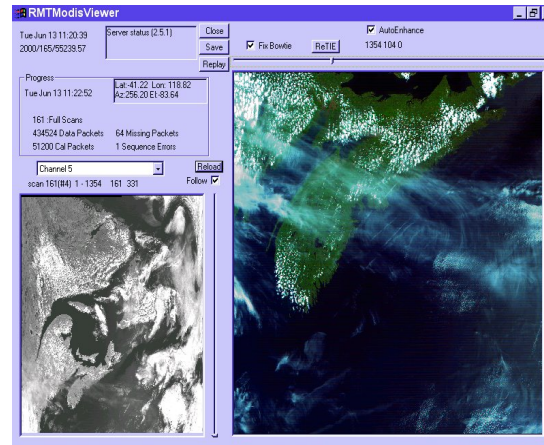 RMTModisViewer
Tue Jun 13 11:20:39
2000/165/55239.57
Server status (2.5.1)
Close
Save
Replay
Fix Bowtie
ReTIE
AutoEnhance
1354 104 0
Progress
Tue Jun 13 11:22:52
Lat:-41.22 Lon: 118.82
Az:256.20 El:-83.64
161 :Full Scans
434524 Data Packets 64 Missing Packets
51200 Cal Packets 1 Sequence Errors
Channel 5
Reload
scan 161(#4) 1 - 1354 161 331
Follow